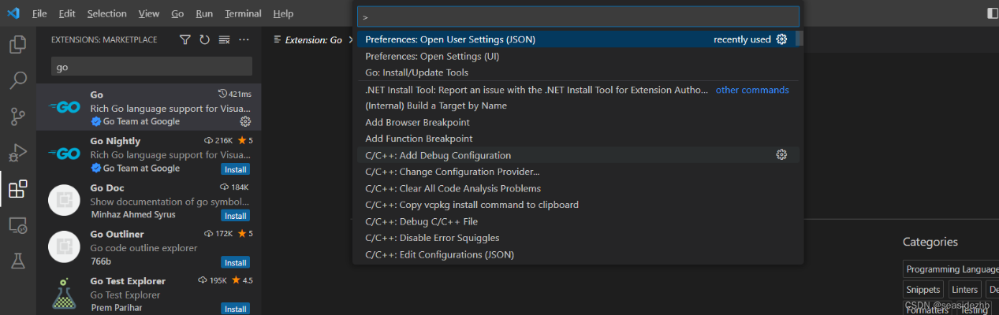 File Edit Selection View Go Run Terminal Help
EXTENSIONS: MARKETPLACE
go
Go 421ms
Rich Go language support for Visua...
Go Team at Google
Go Nightly 216K 5
Rich Go language support for Visua...
Go Team at Google Install
Go Doc 184K
Show documentation of go symbol...
Minhaz Ahmed Syrus Install
Go Outliner 172K 5
Go code outline explorer
766b Install
Go Test Explorer 195K 4.5
Go Test Explorer
Prem Parihar Install
Extension: Go
>
Preferences: Open User Settings (JSON) recently used
Preferences: Open Settings (UI)
Go: Install/Update Tools
.NET Install Tool: Report an issue with the .NET Install Tool for Extension Autho... other commands
(Internal) Build a Target by Name
Add Browser Breakpoint
Add Function Breakpoint
C/C++: Add Debug Configuration
C/C++: Change Configuration Provider...
C/C++: Clear All Code Analysis Problems
C/C++: Copy vcpkg install command to clipboard
C/C++: Debug C/C++ File
C/C++: Disable Error Squiggles
C/C++: Edit Configurations (JSON)
Categories
Programming Language
Snippets Linters De
Formatters Testing
CSDN @seasidezhb